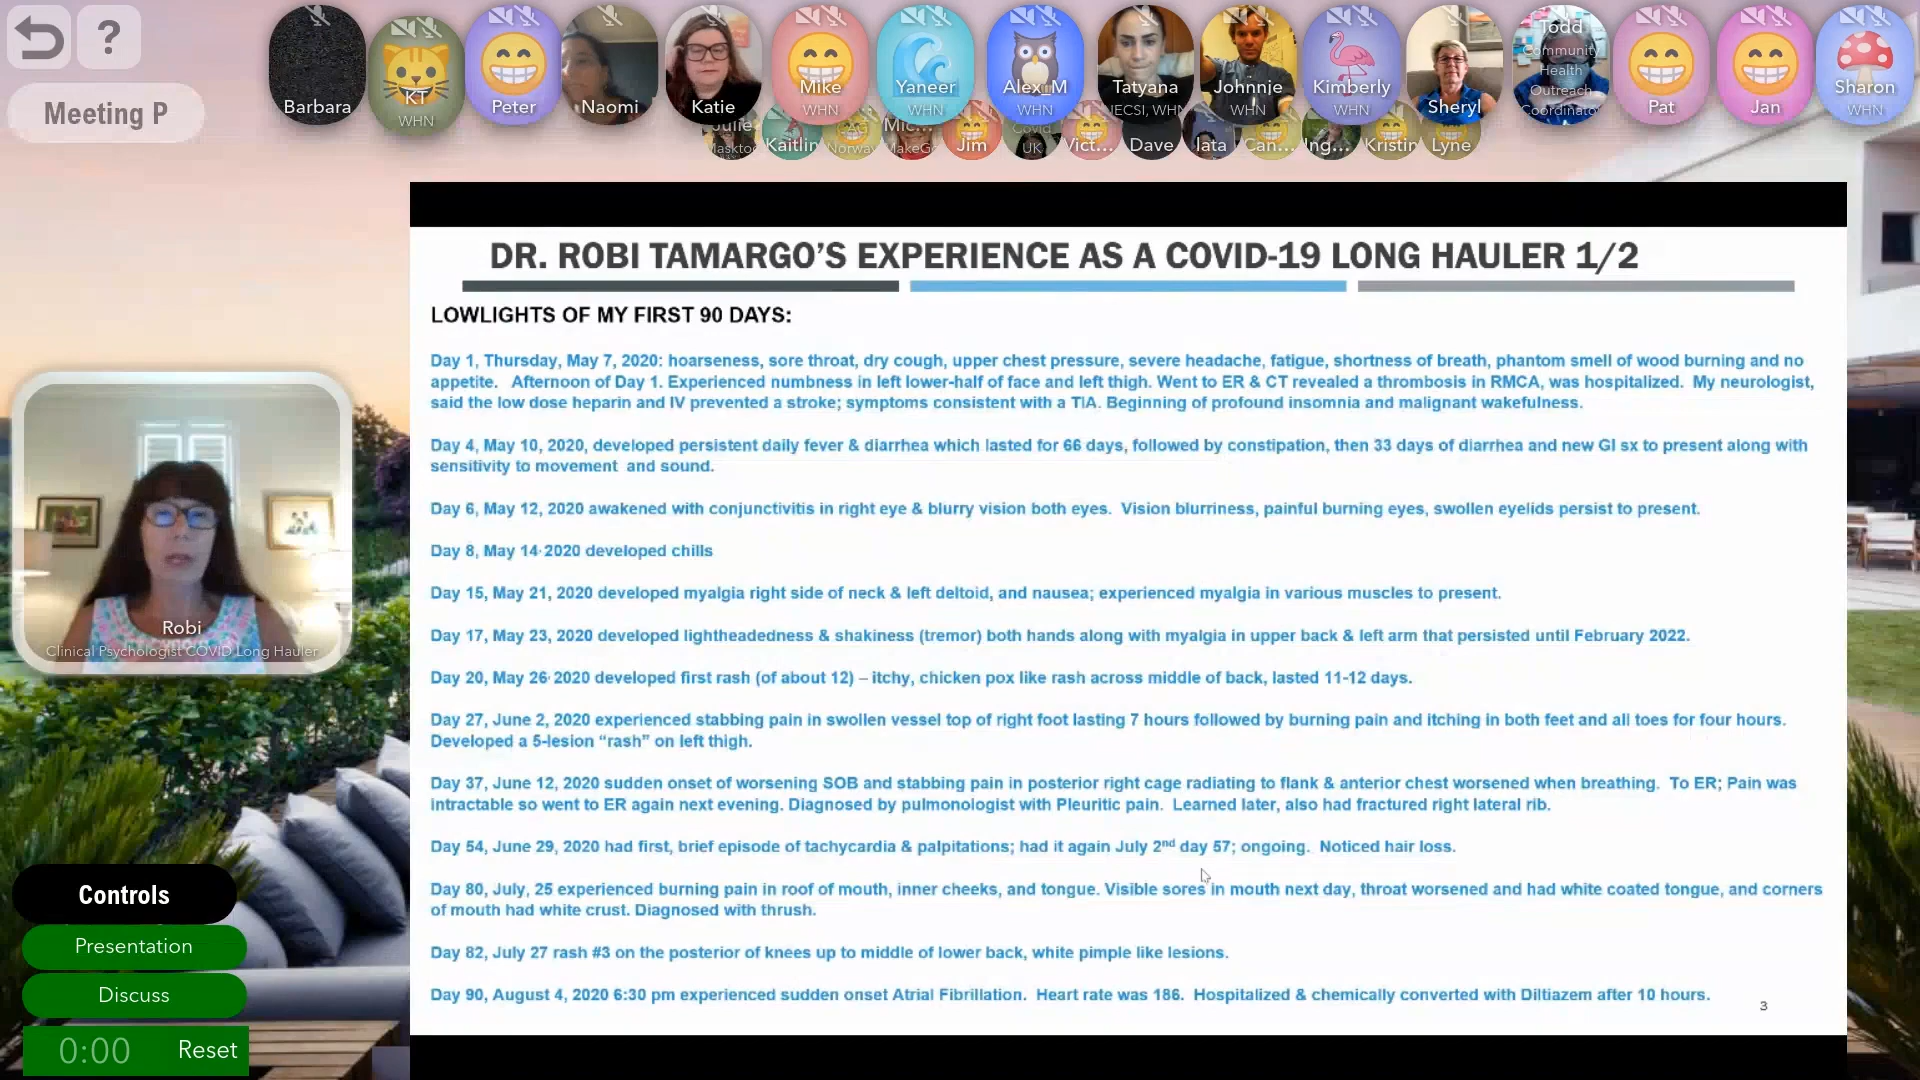 ?
Meeting P
Barbara
KT
WHN
Peter
Naomi
Katie
Mike
WHN
Yaneer
WHN
Alex_M
WHN
Tatyana
Johnnie
WHN
Kimberly
WHN
Sheryl
Todd
Community
Health
Outreach
Coordinator
Pat
Jan
Sharon
WHN
Julie
Kaitlin
Norway
Mic...
Jim
Covid
UK
Vict...
Dave
Can...
Ing...
Kristin
Lyne
DR. ROBI TAMARGO'S EXPERIENCE AS A COVID-19 LONG HAULER 1/2
LOWLIGHTS OF MY FIRST 90 DAYS:
Day 1, Thursday, May 7, 2020: hoarseness, sore throat, dry cough, upper chest pressure, severe headache, fatigue, shortness of breath, phantom smell of wood burning and no
appetite. Afternoon of Day 1. Experienced numbness in left lower-half of face and left thigh. Went to ER & CT revealed a thrombosis in RMCA, was hospitalized. My neurologist,
said the low dose heparin and IV prevented a stroke; symptoms consistent with a TIA. Beginning of profound insomnia and malignant wakefulness.
Day 4, May 10, 2020, developed persistent daily fever & diarrhea which lasted for 66 days, followed by constipation, then 33 days of diarrhea and new GI sx to present along with
sensitivity to movement and sound.
Day 6, May 12, 2020 awakened with conjunctivitis in right eye & blurry vision both eyes. Vision blurriness, painful burning eyes, swollen eyelids persist to present.
Day 8, May 14, 2020 developed chills
Day 15, May 21, 2020 developed myalgia right side of neck & left deltoid, and nausea; experienced myalgia in various muscles to present.
Day 17, May 23, 2020 developed lightheadedness & shakiness (tremor) both hands along with myalgia in upper back & left arm that persisted until February 2022.
Day 20, May 26, 2020 developed first rash (of about 12) – itchy, chicken pox like rash across middle of back, lasted 11-12 days.
Day 27, June 2, 2020 experienced stabbing pain in swollen vessel top of right foot lasting 7 hours followed by burning pain and itching in both feet and all toes for four hours.
Developed a 5-lesion “rash” on left thigh.
Day 37, June 12, 2020 sudden onset of worsening SOB and stabbing pain in posterior right cage radiating to flank & anterior chest worsened when breathing. To ER; Pain was
intractable so went to ER again next evening. Diagnosed by pulmonologist with Pleuritic pain. Learned later, also had fractured right lateral rib.
Day 54, June 29, 2020 had first, brief episode of tachycardia & palpitations; had it again July 2nd day 57; ongoing. Noticed hair loss.
Day 80, July, 25 experienced burning pain in roof of mouth, inner cheeks, and tongue. Visible sores in mouth next day, throat worsened and had white coated tongue, and corners
of mouth had white crust. Diagnosed with thrush.
Day 82, July 27 rash #3 on the posterior of knees up to middle of lower back, white pimple like lesions.
Day 90, August 4, 2020 6:30 pm experienced sudden onset Atrial Fibrillation. Heart rate was 186. Hospitalized & chemically converted with Diltiazem after 10 hours.
3
Robi
Clinical Psychologist COVID Long Hauler
Controls
Presentation
Discuss
0:00 Reset